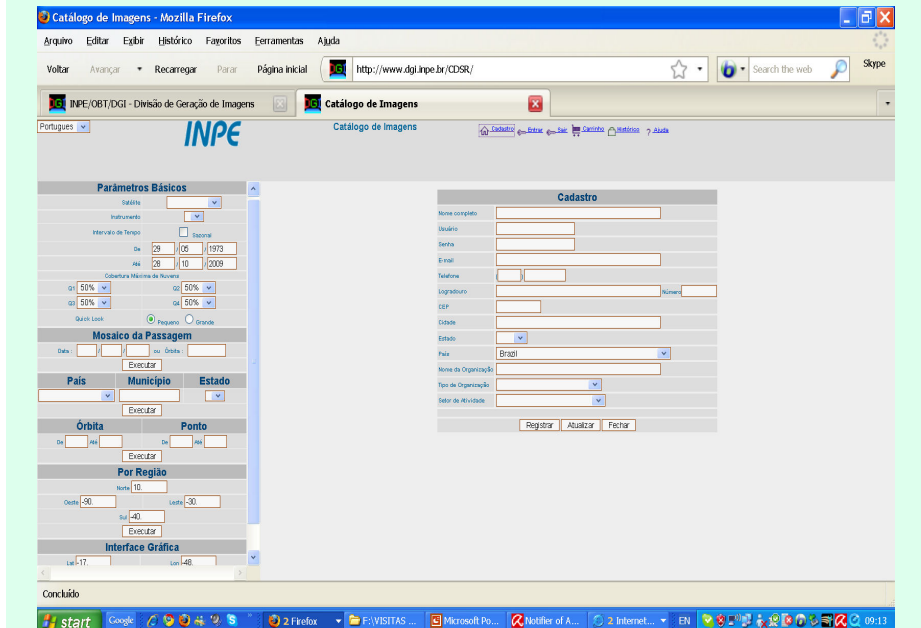 Catálogo de Imagens - Mozilla Firefox
Arquivo Editar Exibir Histórico Favoritos Ferramentas Ajuda
Voltar Avançar Recarregar Parar Página inicial DGI http://www.dgi.inpe.br/CDSR/ Search the web Skype
DGI INPE/OBT/DGI - Divisão de Geração de Imagens DGI Catálogo de Imagens
Portugues INPE Catálogo de Imagens Cadastro Entrar Sair Carrinho Histórico ? Ajuda
Parâmetros Básicos
Satélite
Instrumento
Intervalo de Tempo Sazonal
De 29 / 05 / 1973
Até 28 / 10 / 2009
Cobertura Máxima de Nuvens
Q1 50% Q2 50%
Q3 50% Q4 50%
Quick Look Pequeno Grande
Mosaico da Passagem
Data : / / ou Órbita :
Executar
País Município Estado
Executar
Órbita Ponto
De Até De Até
Executar
Por Região
Norte 10.
Oeste -90. Leste -30.
Sul -40.
Executar
Interface Gráfica
Lat -17. Lon -48.
Cadastro
Nome completo
Usuário
Senha
E-mail
Telefone ( )
Logradouro Número
CEP
Cidade
Estado
País Brazil
Nome da Organização
Tipo de Organização
Setor de Atividade
Registrar Atualizar Fechar
Concluído
start Google 2 Firefox F:\VISITAS ... Microsoft Po... Notifier of A... 2 Internet... EN 09:13